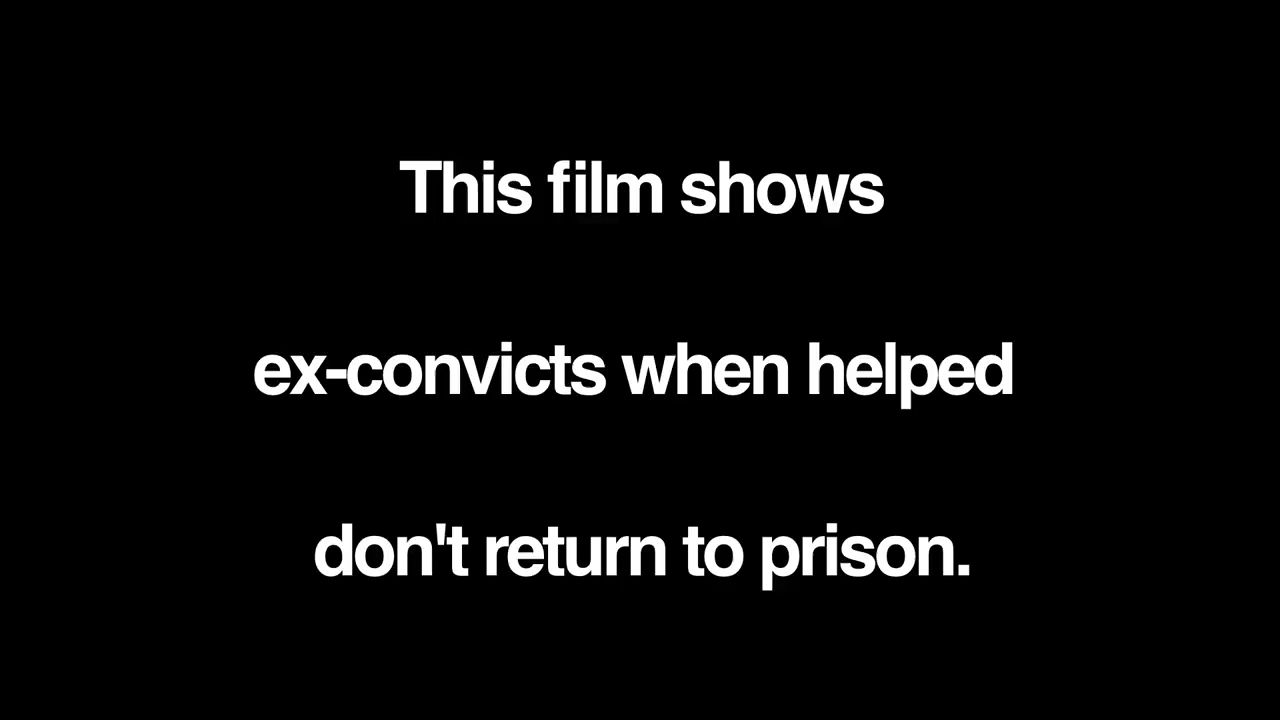 This film shows
ex-convicts when helped
don't return to prison.